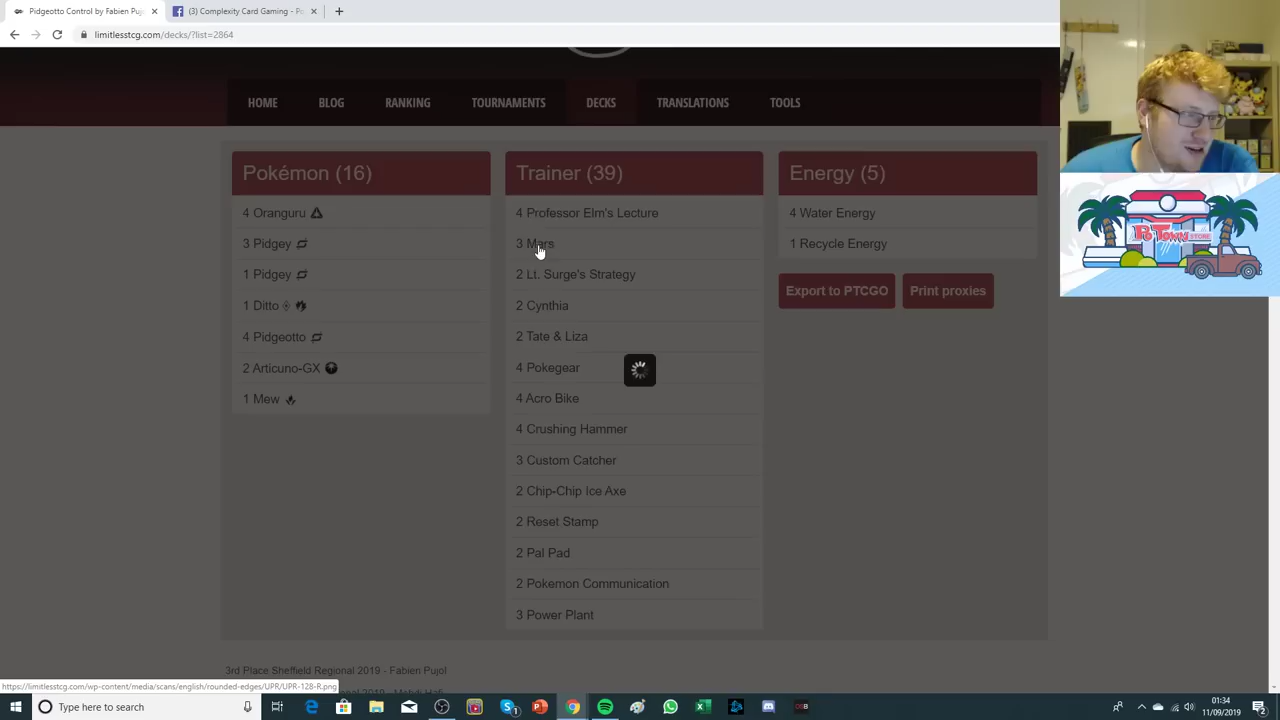 Pidgeotto Control by Fabien Pu
(3) Complexity Card Gaming - Po
limitlesstcg.com/decks/?list=2864
HOME
BLOG
RANKING
TOURNAMENTS
DECKS
TRANSLATIONS
TOOLS
Pokémon (16)
4 Oranguru
3 Pidgey
1 Pidgey
1 Ditto
4 Pidgeotto
2 Articuno-GX
1 Mew
Trainer (39)
4 Professor Elm's Lecture
3 Mars
2 Lt. Surge's Strategy
2 Cynthia
2 Tate & Liza
4 Pokegear
4 Acro Bike
4 Crushing Hammer
3 Custom Catcher
2 Chip-Chip Ice Axe
2 Reset Stamp
2 Pal Pad
2 Pokemon Communication
3 Power Plant
Energy (5)
4 Water Energy
1 Recycle Energy
Export to PTCGO
Print proxies
PoTown
STORE
3rd Place Sheffield Regional 2019 - Fabien Pujol
https://limitlesstcg.com/wp-content/media/scans/english/rounded-edges/UPR/UPR-128-R.png
Type here to search
01:34
11/09/2019